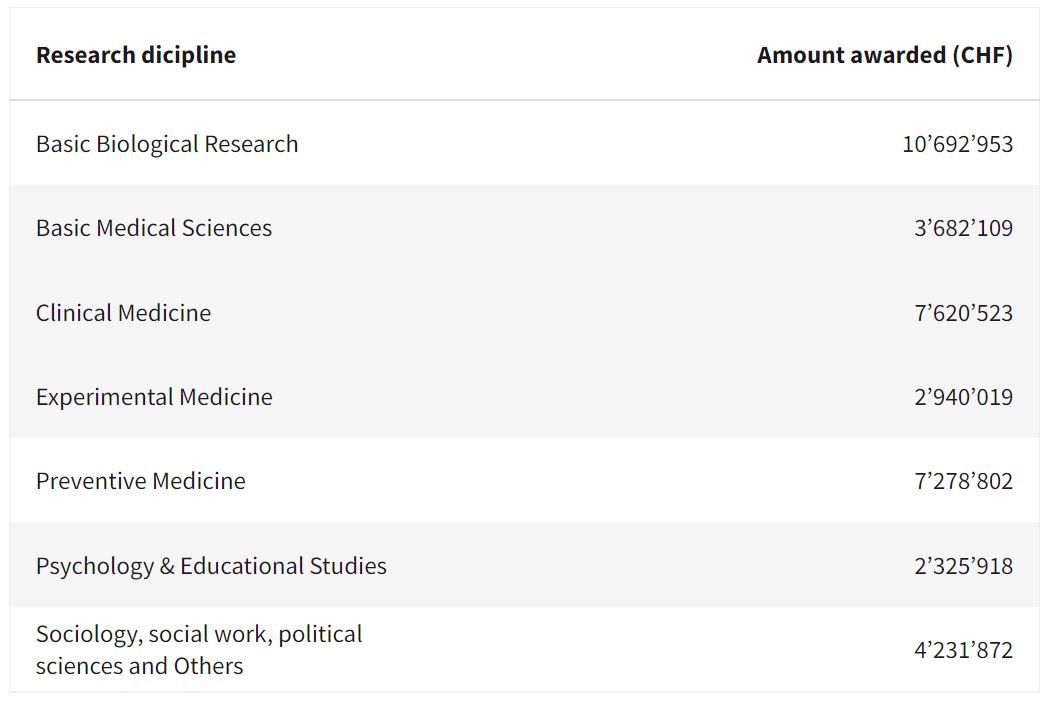 Research dicipline Amount awarded (CHF)
Basic Biological Research 10’692’953
Basic Medical Sciences 3’682’109
Clinical Medicine 7’620’523
Experimental Medicine 2’940’019
Preventive Medicine 7’278’802
Psychology & Educational Studies 2’325’918
Sociology, social work, political
sciences and Others 4’231’872